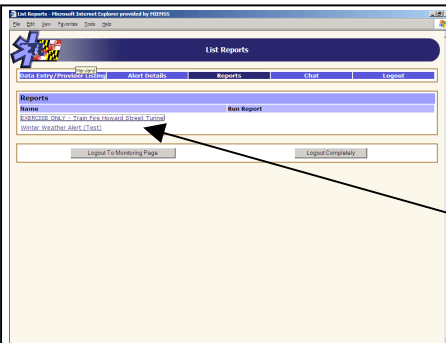 List Reports - Microsoft Internet Explorer provided by MIEMSS
File Edit View Favorites Tools Help
List Reports
Maryland
Data Entry/Provider Listing Alert Details Reports Chat Logout
Reports
Name Run Report
EXERCISE ONLY - Train Fire Howard Street Tunnel
Winter Weather Alert (Test)
Logout To Monitoring Page Logout Completely